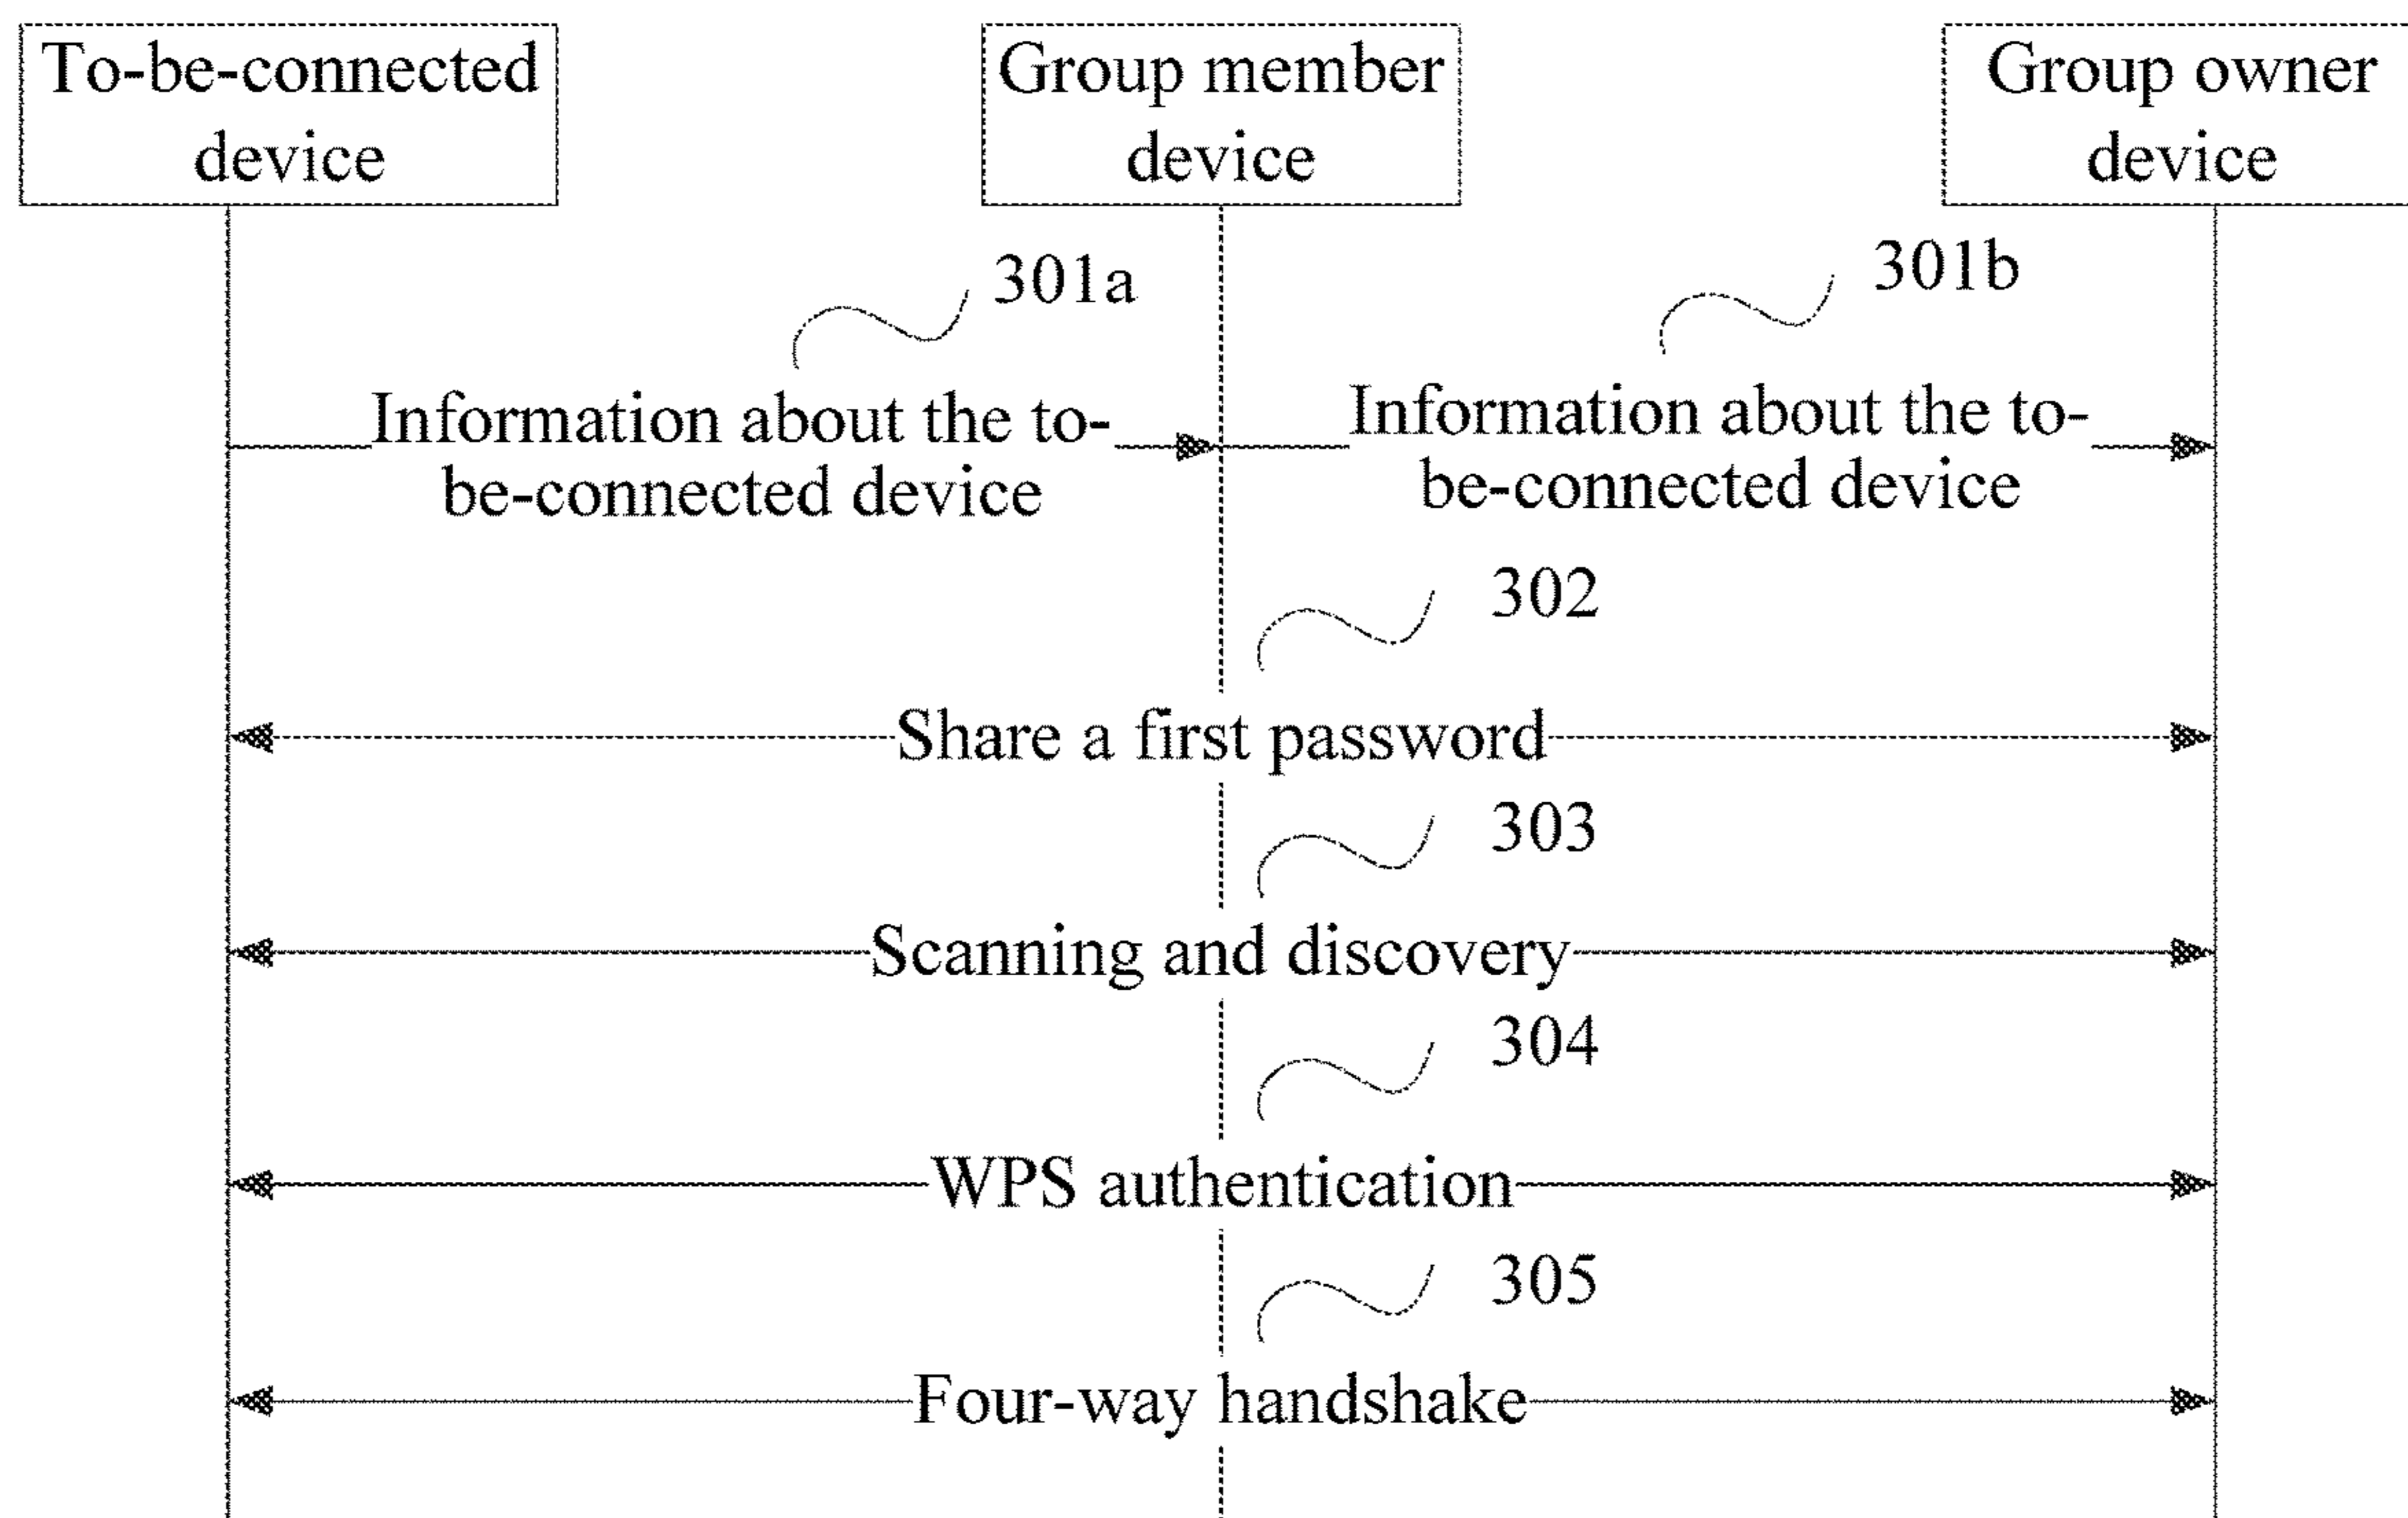 To-be-connected
device
Group member
device
Group owner
device
301a
301b
Information about the to-
be-connected device
Information about the to-
be-connected device
302
Share a first password
303
Scanning and discovery
304
WPS authentication
305
Four-way handshake